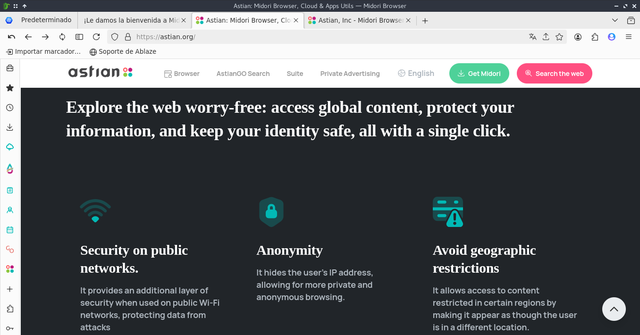 Astian: Midori Browser, Cloud & Apps Utils — Midori Browser
Predeterminado
¡Le damos la bienvenida a Mi
Astian: Midori Browser, Clo
Astian, Inc - Midori Browse
https://astian.org/
Importar marcador...
Soporte de Ablaze
astian
Browser
AstianGO Search
Suite
Private Advertising
English
Get Midori
Search the web
Explore the web worry-free: access global content, protect your
information, and keep your identity safe, all with a single click.
Security on public
networks.
It provides an additional layer of
security when used on public Wi-Fi
networks, protecting data from
attacks
Anonymity
It hides the user's IP address,
allowing for more private and
anonymous browsing.
Avoid geographic
restrictions
It allows access to content
restricted in certain regions by
making it appear as though the user
is in a different location.